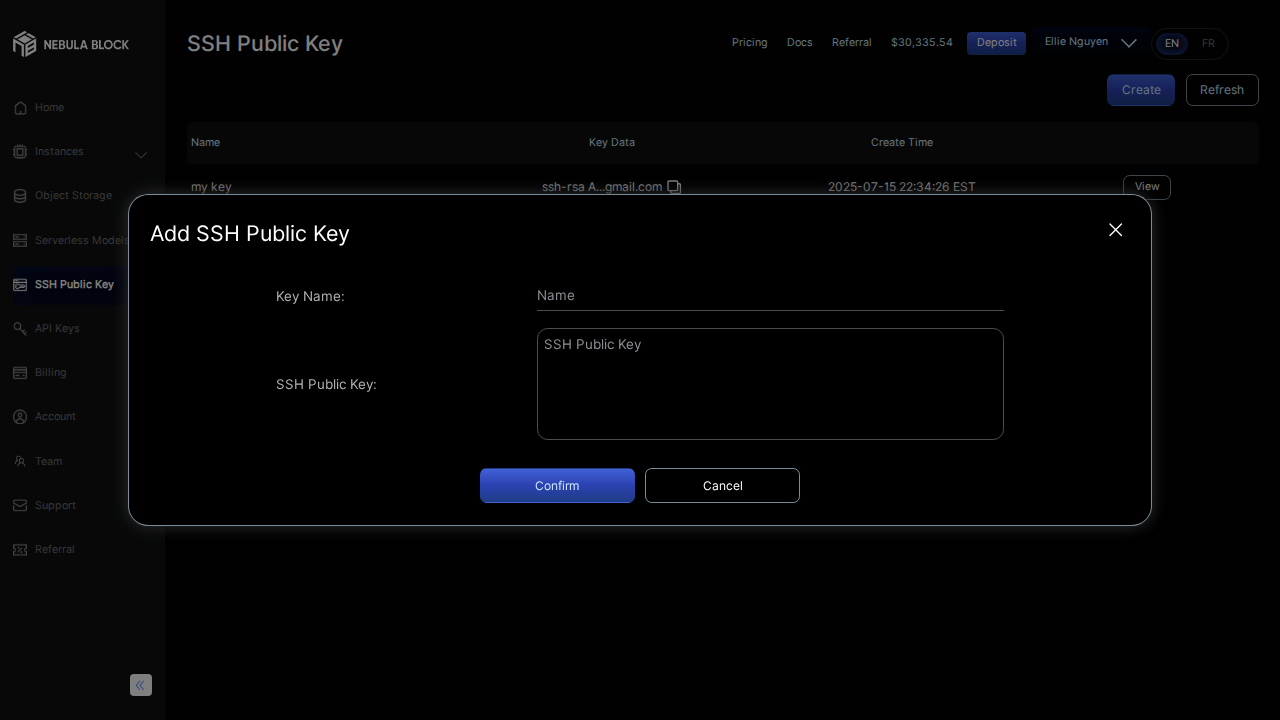 NEBULA BLOCK
SSH Public Key
Pricing
Docs
Referral
$30,335.54
Deposit
Ellie Nguyen
EN
FR
Create
Refresh
Home
Instances
Object Storage
Serverless Models
SSH Public Key
API Keys
Billing
Account
Team
Support
Referral
Name
Key Data
Create Time
my key
ssh-rsa A...gmail.com
2025-07-15 22:34:26 EST
View
Add SSH Public Key
Key Name:
Name
SSH Public Key:
SSH Public Key
Confirm
Cancel